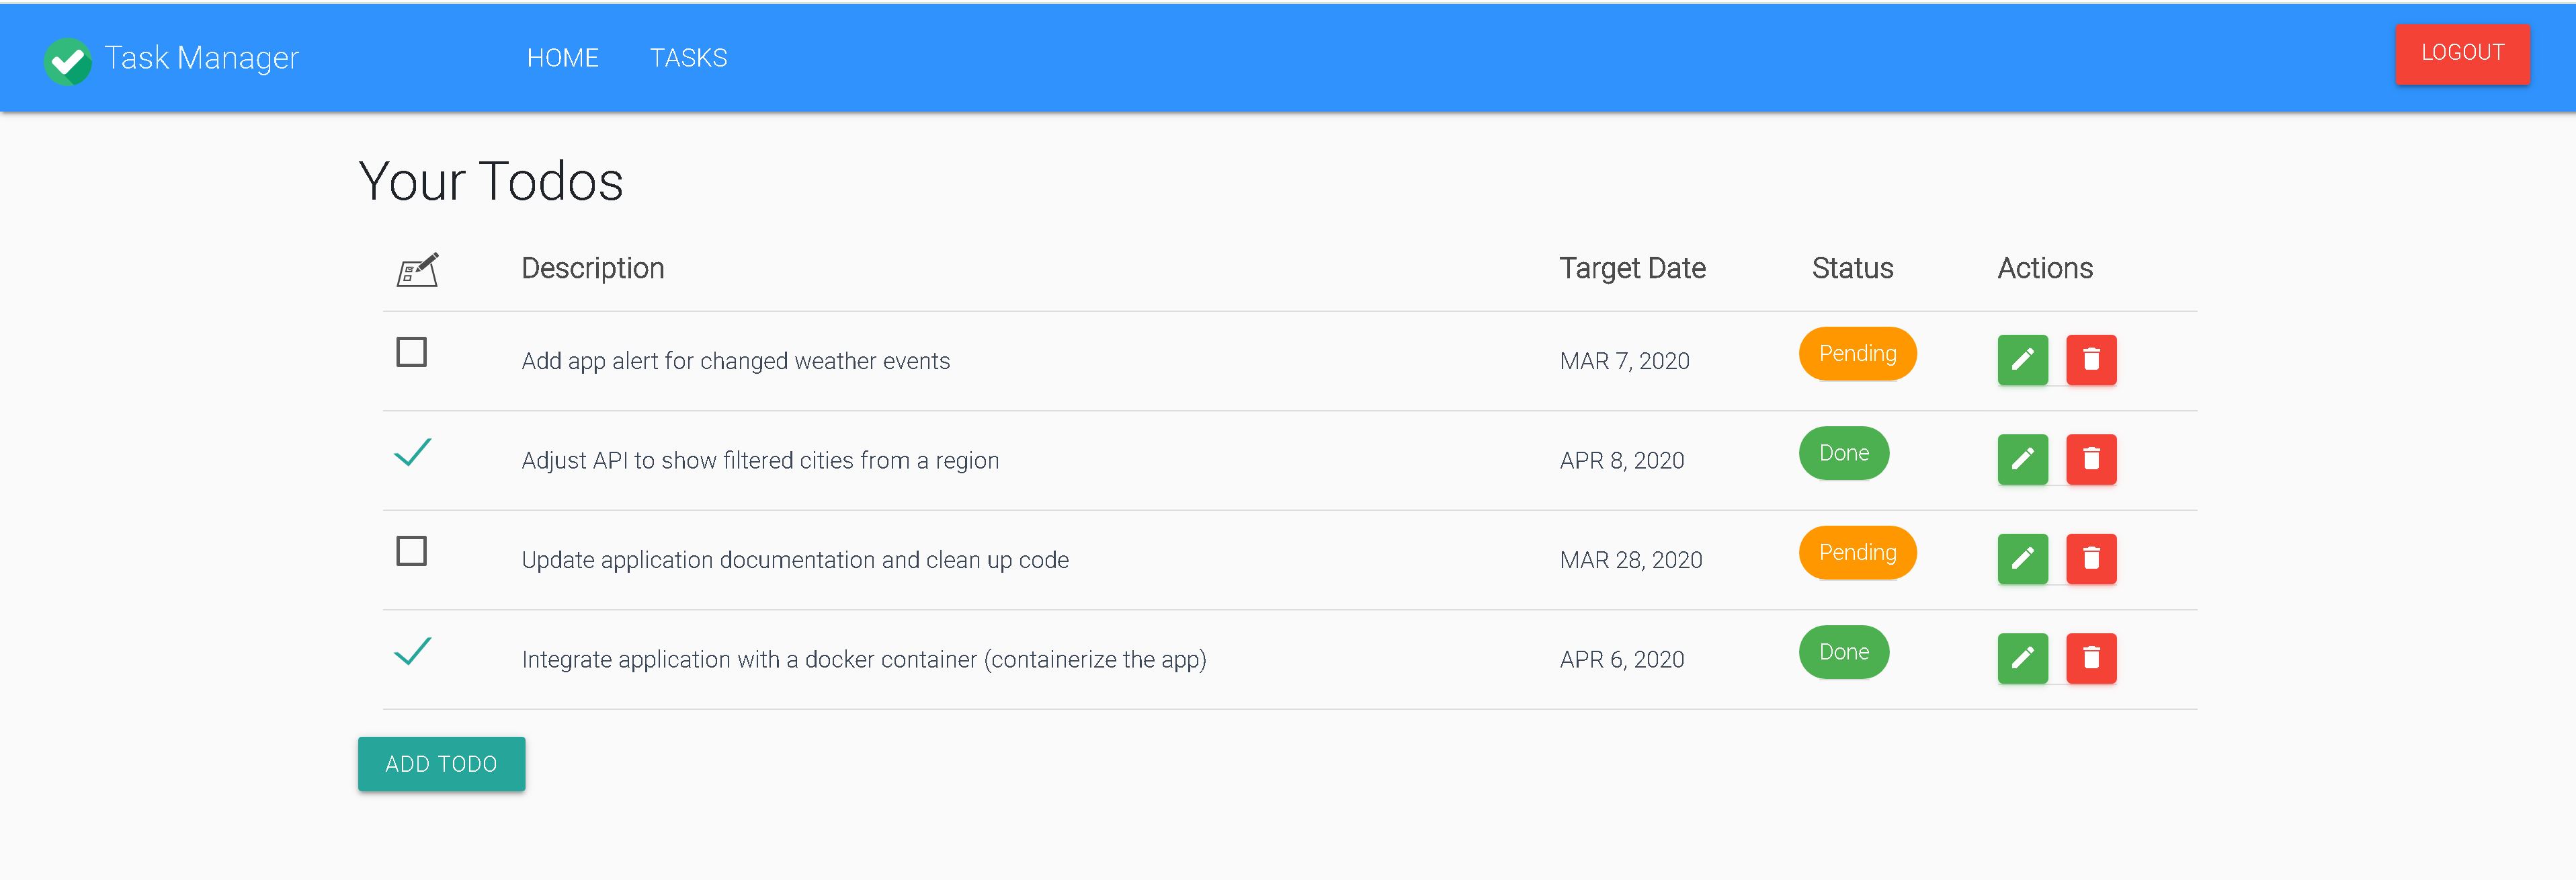 Task Manager HOME TASKS LOGOUT
Your Todos
Description Target Date Status Actions
Add app alert for changed weather events MAR 7, 2020 Pending
Adjust API to show filtered cities from a region APR 8, 2020 Done
Update application documentation and clean up code MAR 28, 2020 Pending
Integrate application with a docker container (containerize the app) APR 6, 2020 Done
ADD TODO